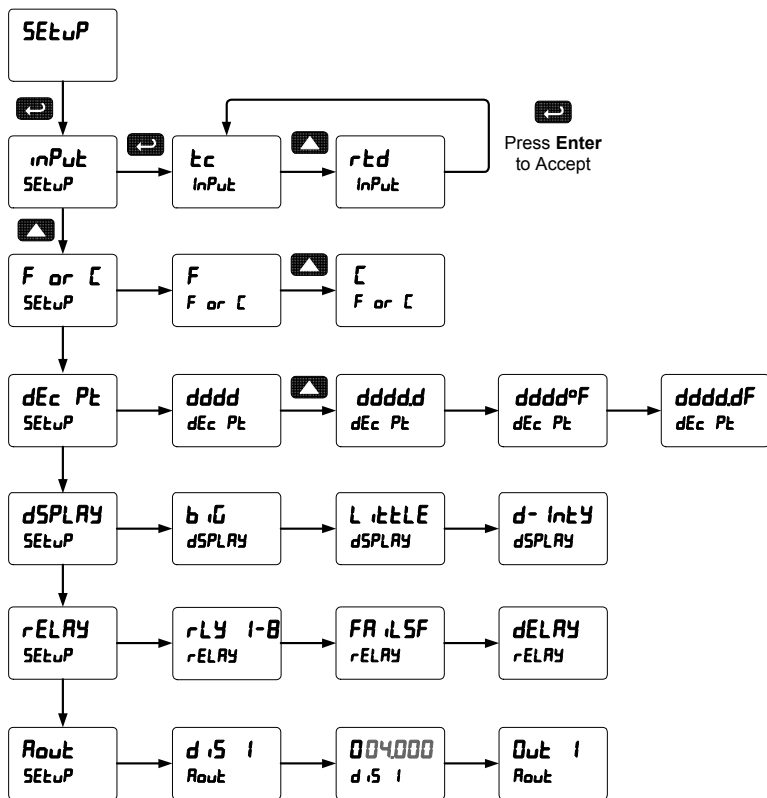 SEtuP
inPut
SEtuP
tc
InPut
rtd
InPut
Press Enter
to Accept
F or C
SEtuP
F
F or C
C
F or C
dEc Pt
SEtuP
dddd
dEc Pt
dddd.d
dEc Pt
dddd°F
dEc Pt
dddd.dF
dEc Pt
dSPLAY
SEtuP
biG
dSPLAY
LittLE
dSPLAY
d-IntY
dSPLAY
rELAY
SEtuP
rLY 1-8
rELAY
FAiLSF
rELAY
dELAY
rELAY
Aout
SEtuP
diS 1
Aout
004.000
diS 1
Out 1
Aout